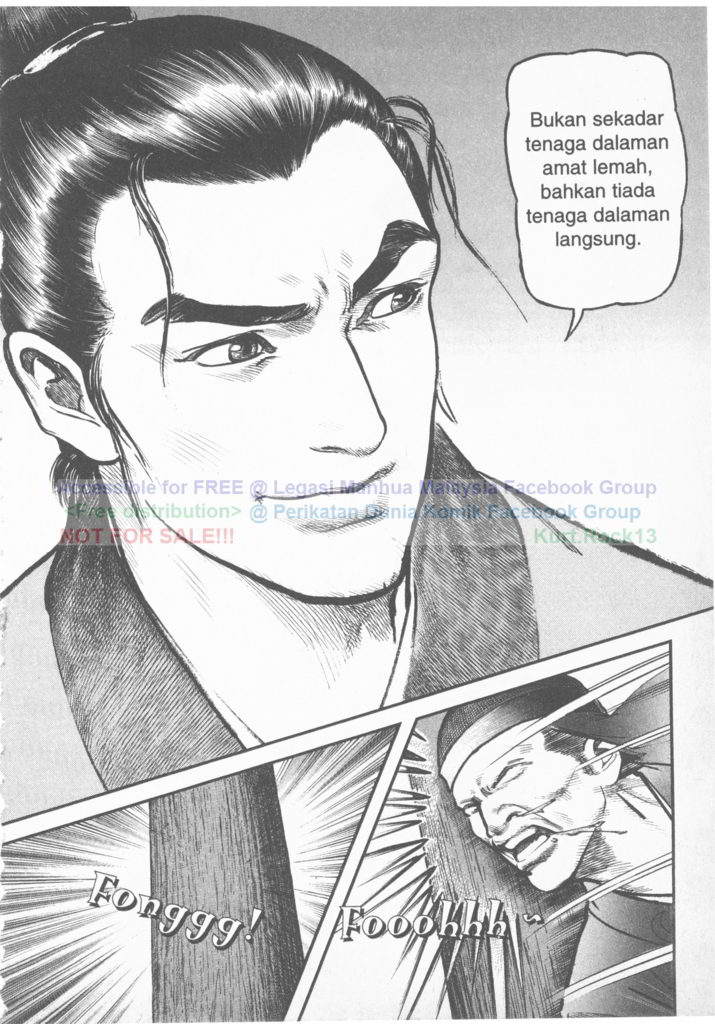 Bukan sekadar
tenaga dalaman
amat lemah,
bahkan tiada
tenaga dalaman
langsung.
Accessible for FREE @ Legasi Manhua Malaysia Facebook Group
<Free distribution> @ Perikatan Dunia Komik Facebook Group
NOT FOR SALE!!! Kurt.Rock13
Fonggg!
Fooohhh~